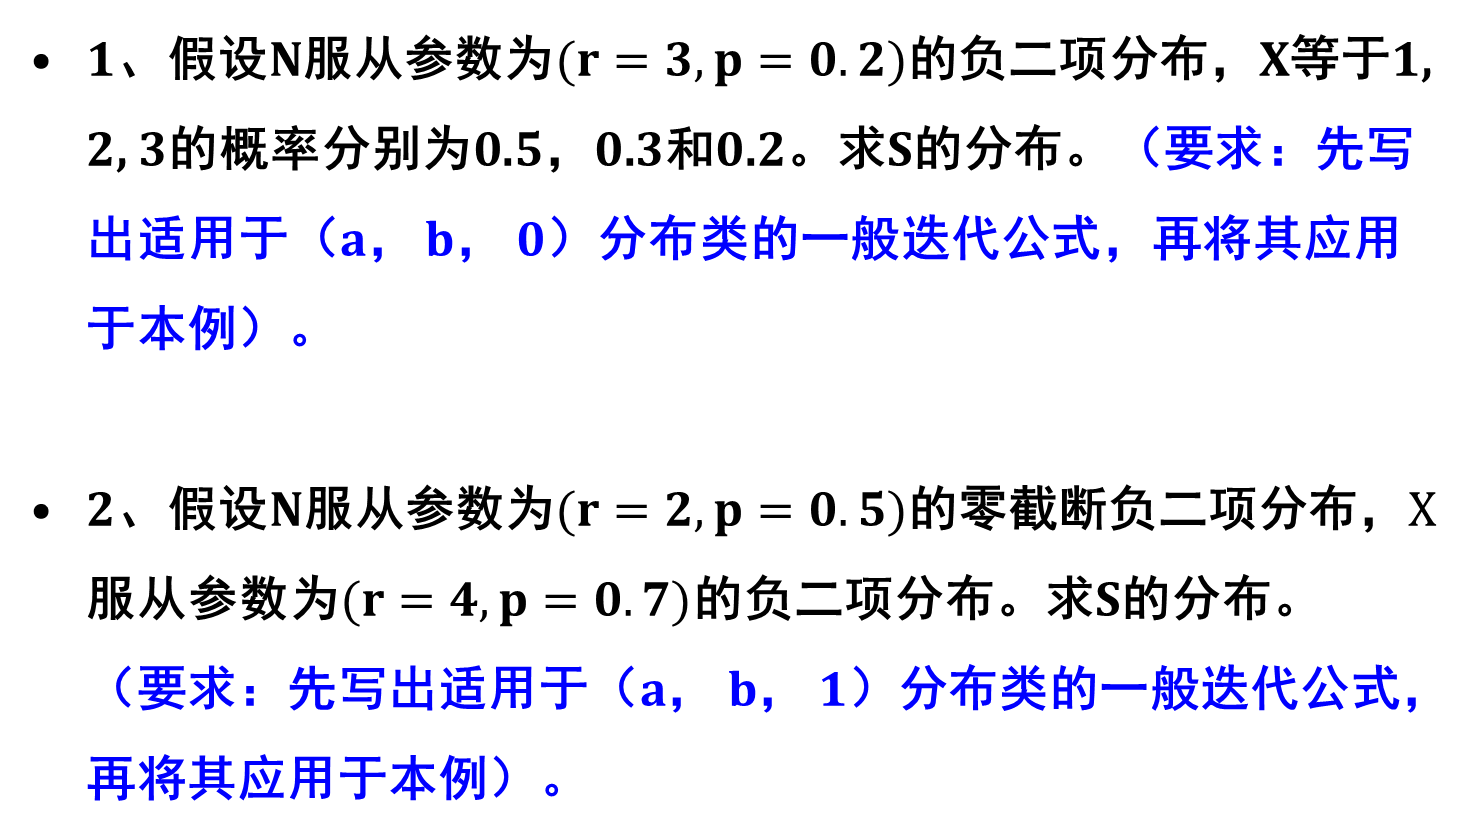 • 1、假设N服从参数为(r = 3, p = 0.2)的负二项分布，X等于1,
2, 3的概率分别为0.5，0.3和0.2。求S的分布。（要求：先写
出适用于（a， b， 0）分布类的一般迭代公式，再将其应用
于本例）。
• 2、假设N服从参数为(r = 2, p = 0.5)的零截断负二项分布，X
服从参数为(r = 4, p = 0.7)的负二项分布。求S的分布。
（要求：先写出适用于（a， b， 1）分布类的一般迭代公式，
再将其应用于本例）。